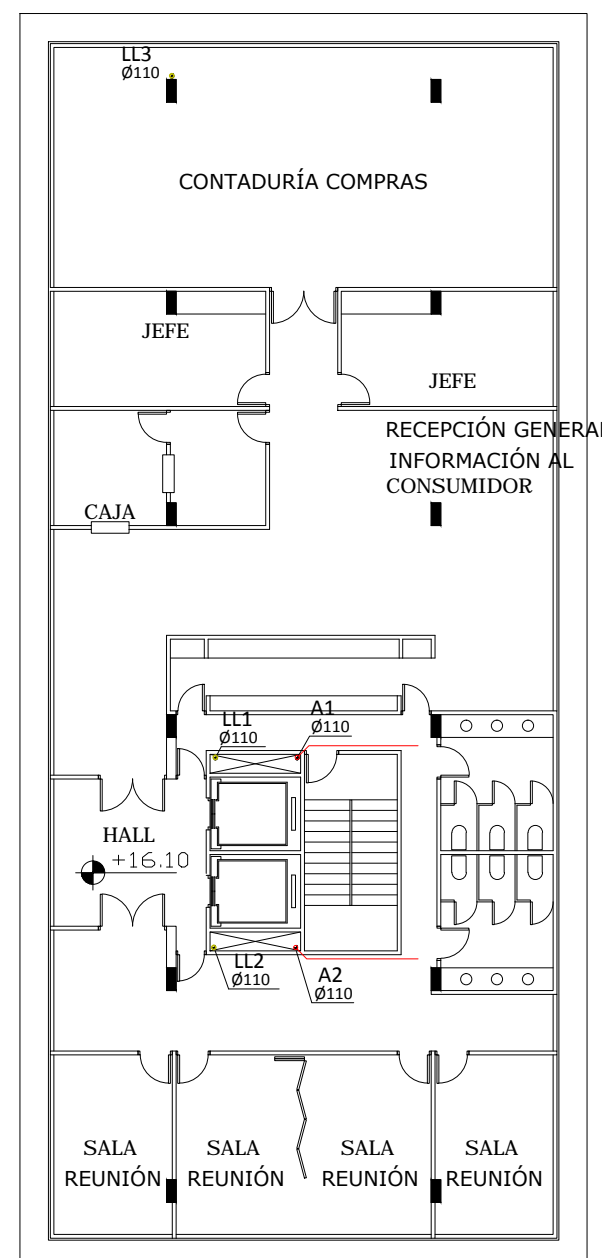 LL3
Ø110
CONTADURÍA COMPRAS
JEFE
JEFE
RECEPCIÓN GENERAL
INFORMACIÓN AL
CONSUMIDOR
CAJA
LL1
Ø110
A1
Ø110
HALL
+16.10
LL2
Ø110
A2
Ø110
SALA
REUNIÓN
SALA
REUNIÓN
SALA
REUNIÓN
SALA
REUNIÓN